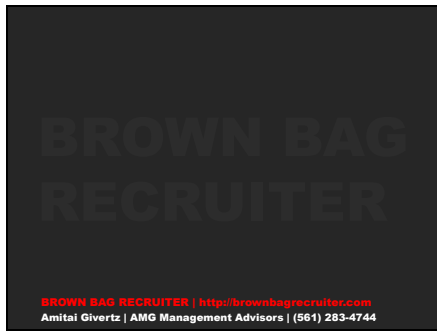 BROWN BAG
RECRUITER
BROWN BAG RECRUITER | http://brownbagrecruiter.com
Amitai Givertz | AMG Management Advisors | (561) 283-4744